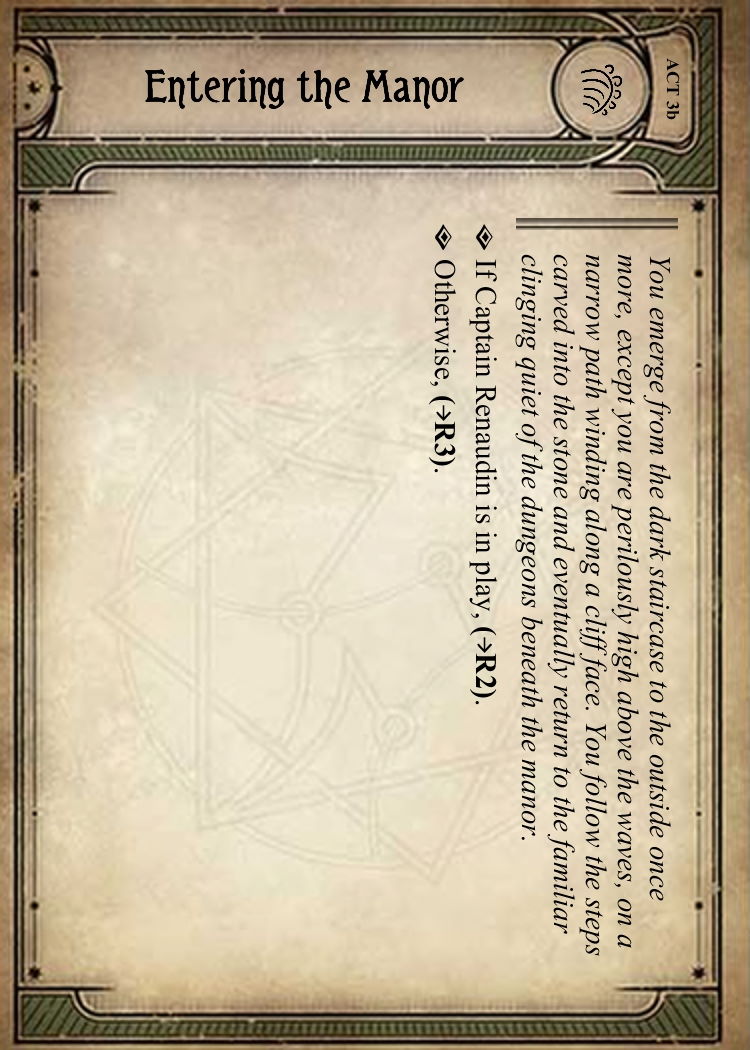 ACT 3b
Entering the Manor
You emerge from the dark staircase to the outside once
more, except you are perilously high above the waves, on a
narrow path winding along a cliff face. You follow the steps
carved into the stone and eventually return to the familiar
clinging quiet of the dungeons beneath the manor.
If Captain Renaudin is in play, (→R2).
Otherwise, (→R3).